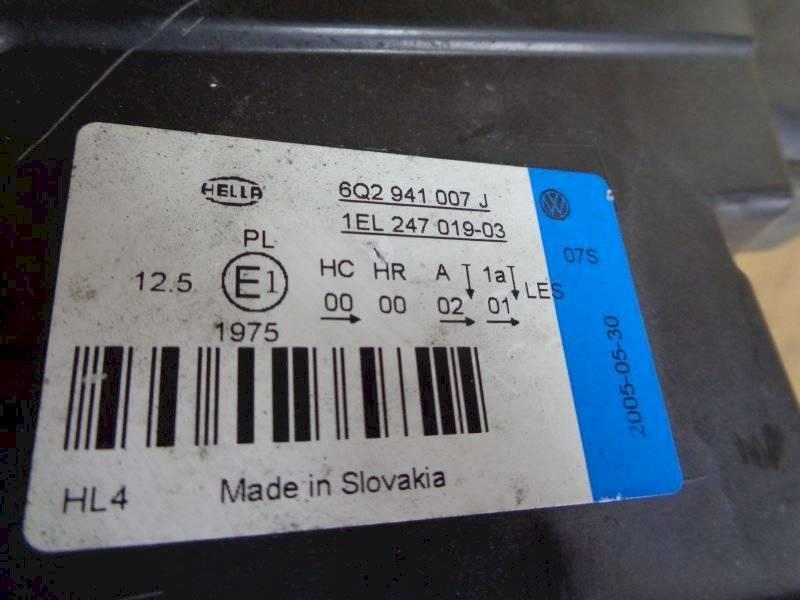 HELLA
6Q2 941 007 J
1EL 247 019-03
PL
12.5 E1 HC HR A 1a
00 00 02 01 LES
1975
HL4 Made in Slovakia
VW
07S
2005-05-30